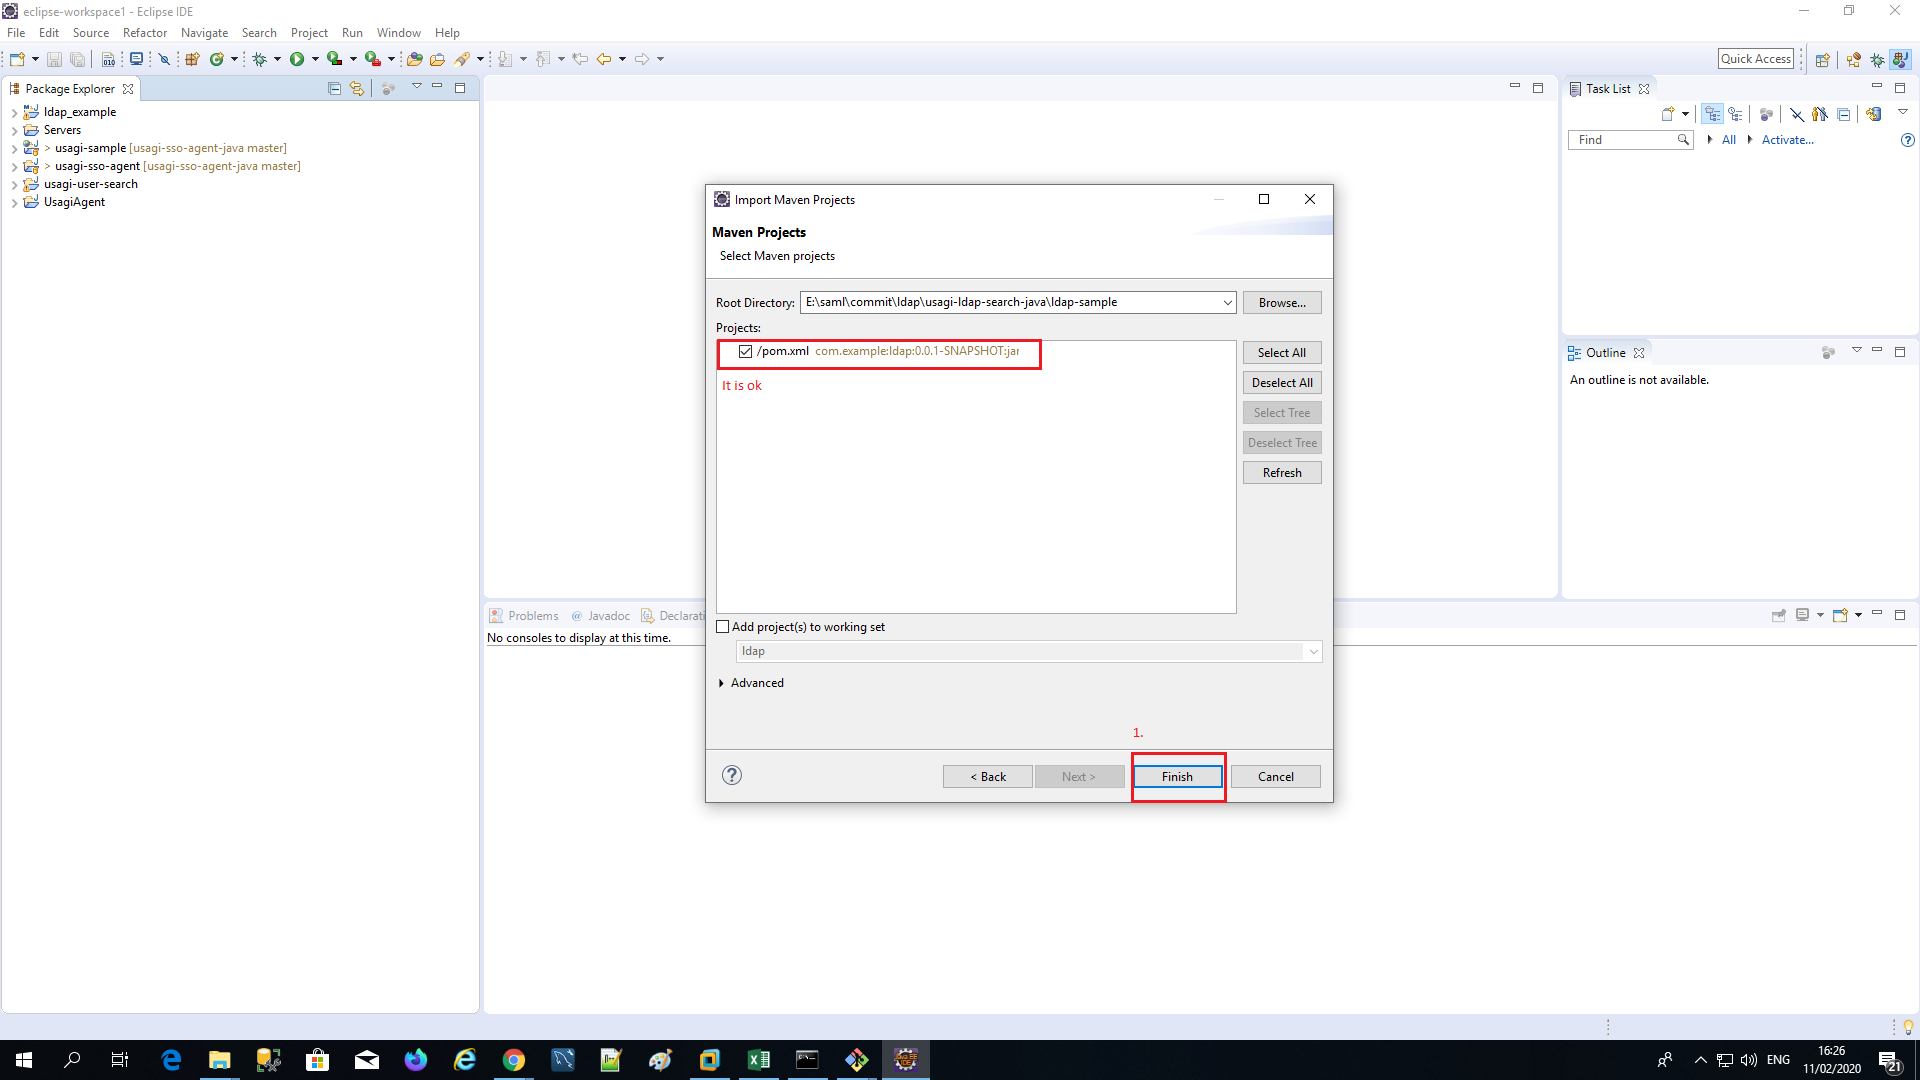 eclipse-workspace1 - Eclipse IDE
File Edit Source Refactor Navigate Search Project Run Window Help
Quick Access
Package Explorer
ldap_example
Servers
> usagi-sample [usagi-sso-agent-java master]
> usagi-sso-agent [usagi-sso-agent-java master]
usagi-user-search
UsagiAgent
Import Maven Projects
Maven Projects
Select Maven projects
Root Directory: E:\saml\commit\ldap\usagi-ldap-search-java\ldap-sample Browse...
Projects:
/pom.xml com.example:ldap:0.0.1-SNAPSHOT:jar
It is ok
Select All
Deselect All
Select Tree
Deselect Tree
Refresh
Add project(s) to working set
ldap
Advanced
1.
< Back Next > Finish Cancel
Task List
Find All Activate...
Outline
An outline is not available.
Problems @ Javadoc Declarati
No consoles to display at this time.
ENG
16:26
11/02/2020
21